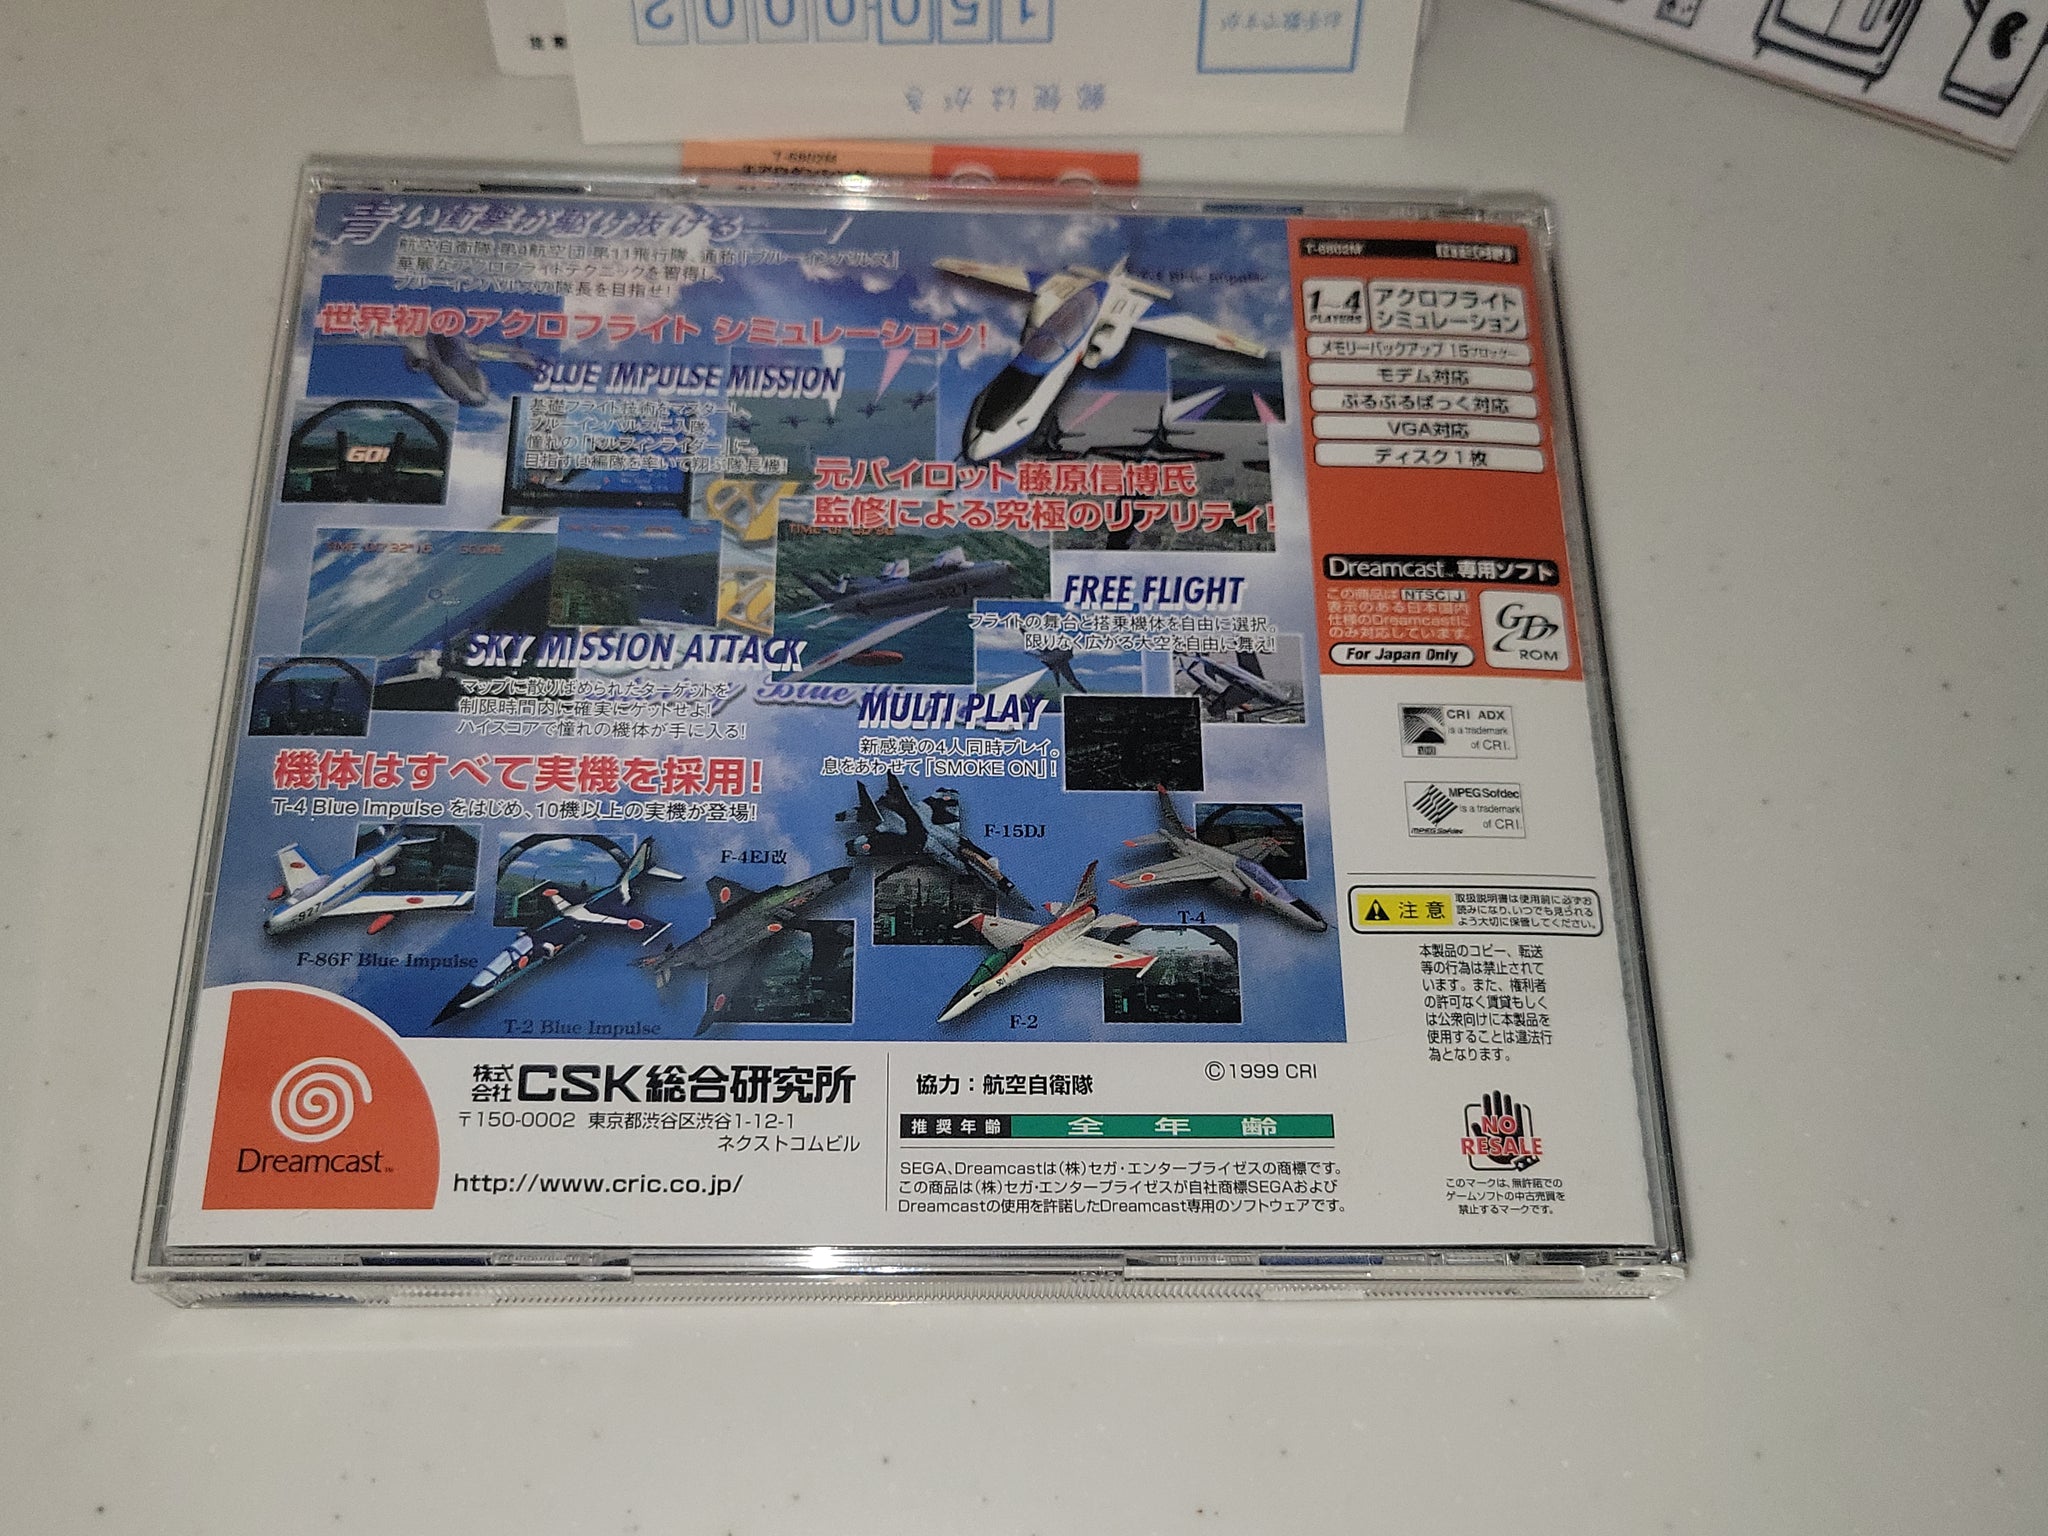 150-0002
お手数ですが
郵便はがき
T-6802M
青い衝撃が駆け抜ける——!
航空自衛隊 第4航空団 第11飛行隊、通称「ブルーインパルス」
華麗なアクロフライトテクニックを習得し、
ブルーインパルスの隊長を目指せ!
世界初のアクロフライト シミュレーション!
T-4 Blue Impulse
BLUE IMPULSE MISSION
基礎フライト技術をマスターし、
ブルーインパルスに入隊。
憧れの「ドルフィンライダー」に。
目指すは編隊を率いて翔ぶ隊長機!
GO!
元パイロット藤原信博氏
監修による究極のリアリティ!
TIME 00'32"15 SCORE
927
FREE FLIGHT
フライトの舞台と搭乗機体を自由に選択。
限りなく広がる大空を自由に舞え!
SKY MISSION ATTACK
マップに散りばめられたターゲットを
制限時間内に確実にゲットせよ!
ハイスコアで憧れの機体が手に入る!
Blue
MULTI PLAY
新感覚の4人同時プレイ。
息をあわせて「SMOKE ON」!
機体はすべて実機を採用!
T-4 Blue Impulse をはじめ、10機以上の実機が登場!
F-86F Blue Impulse
T-2 Blue Impulse
F-4EJ改
F-15DJ
F-2
T-4
927
T-6802M
1~4
PLAYERS
アクロフライト
シミュレーション
メモリーバックアップ 15ブロック~
モデム対応
ぷるぷるぱっく対応
VGA対応
ディスク1枚
Dreamcast 専用ソフト
この商品は NTSC J
表示のある日本国内
仕様のDreamcastに
のみ対応しています。
For Japan Only
GD
ROM
CRI ADX
is a trademark
of CRI.
MPEG Sofdec
is a trademark
of CRI.
注意
取扱説明書は使用前に必ずお
読みになり、いつでも見られる
よう大切に保管してください。
本製品のコピー、転送
等の行為は禁止されて
います。また、権利者
の許可なく賃貸もしく
は公衆向けに本製品を
使用することは違法行
為となります。
NO
RESALE
このマークは、無許諾での
ゲームソフトの中古売買を
禁止するマークです。
Dreamcast™
株式会社 CSK総合研究所
〒150-0002 東京都渋谷区渋谷1-12-1
ネクストコムビル
http://www.cric.co.jp/
協力:航空自衛隊
©1999 CRI
推奨年齢 全年齢
SEGA、Dreamcastは(株)セガ・エンタープライゼスの商標です。
この商品は(株)セガ・エンタープライゼスが自社商標SEGAおよび
Dreamcastの使用を許諾したDreamcast専用のソフトウェアです。